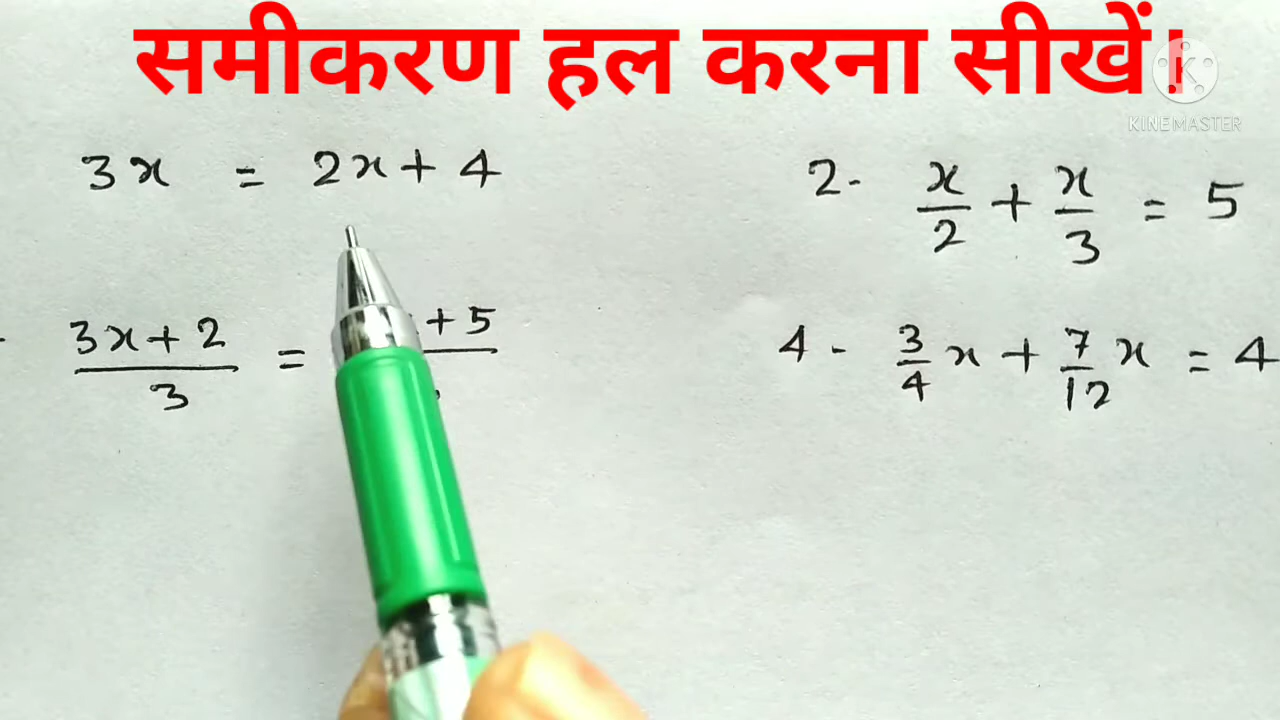 समीकरण हल करना सीखें।
KINEMASTER
3x = 2x + 4
2- x/2 + x/3 = 5
(3x + 2)/3 = + 5
4- 3/4 x + 7/12 x = 4